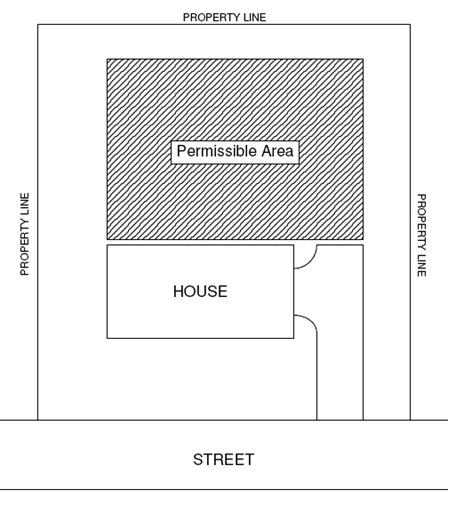 PROPERTY LINE
Permissible Area
PROPERTY LINE
PROPERTY LINE
HOUSE
STREET